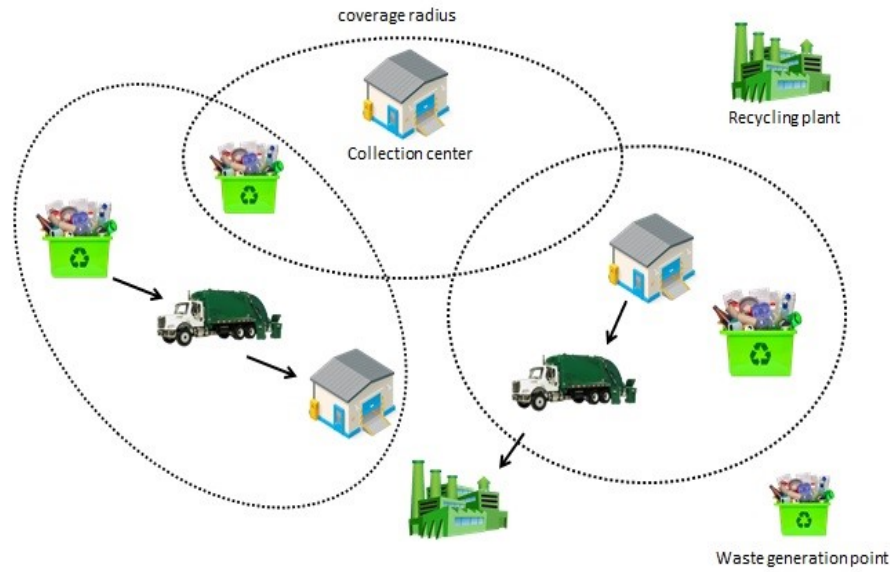 coverage radius
Collection center
Recycling plant
Waste generation point